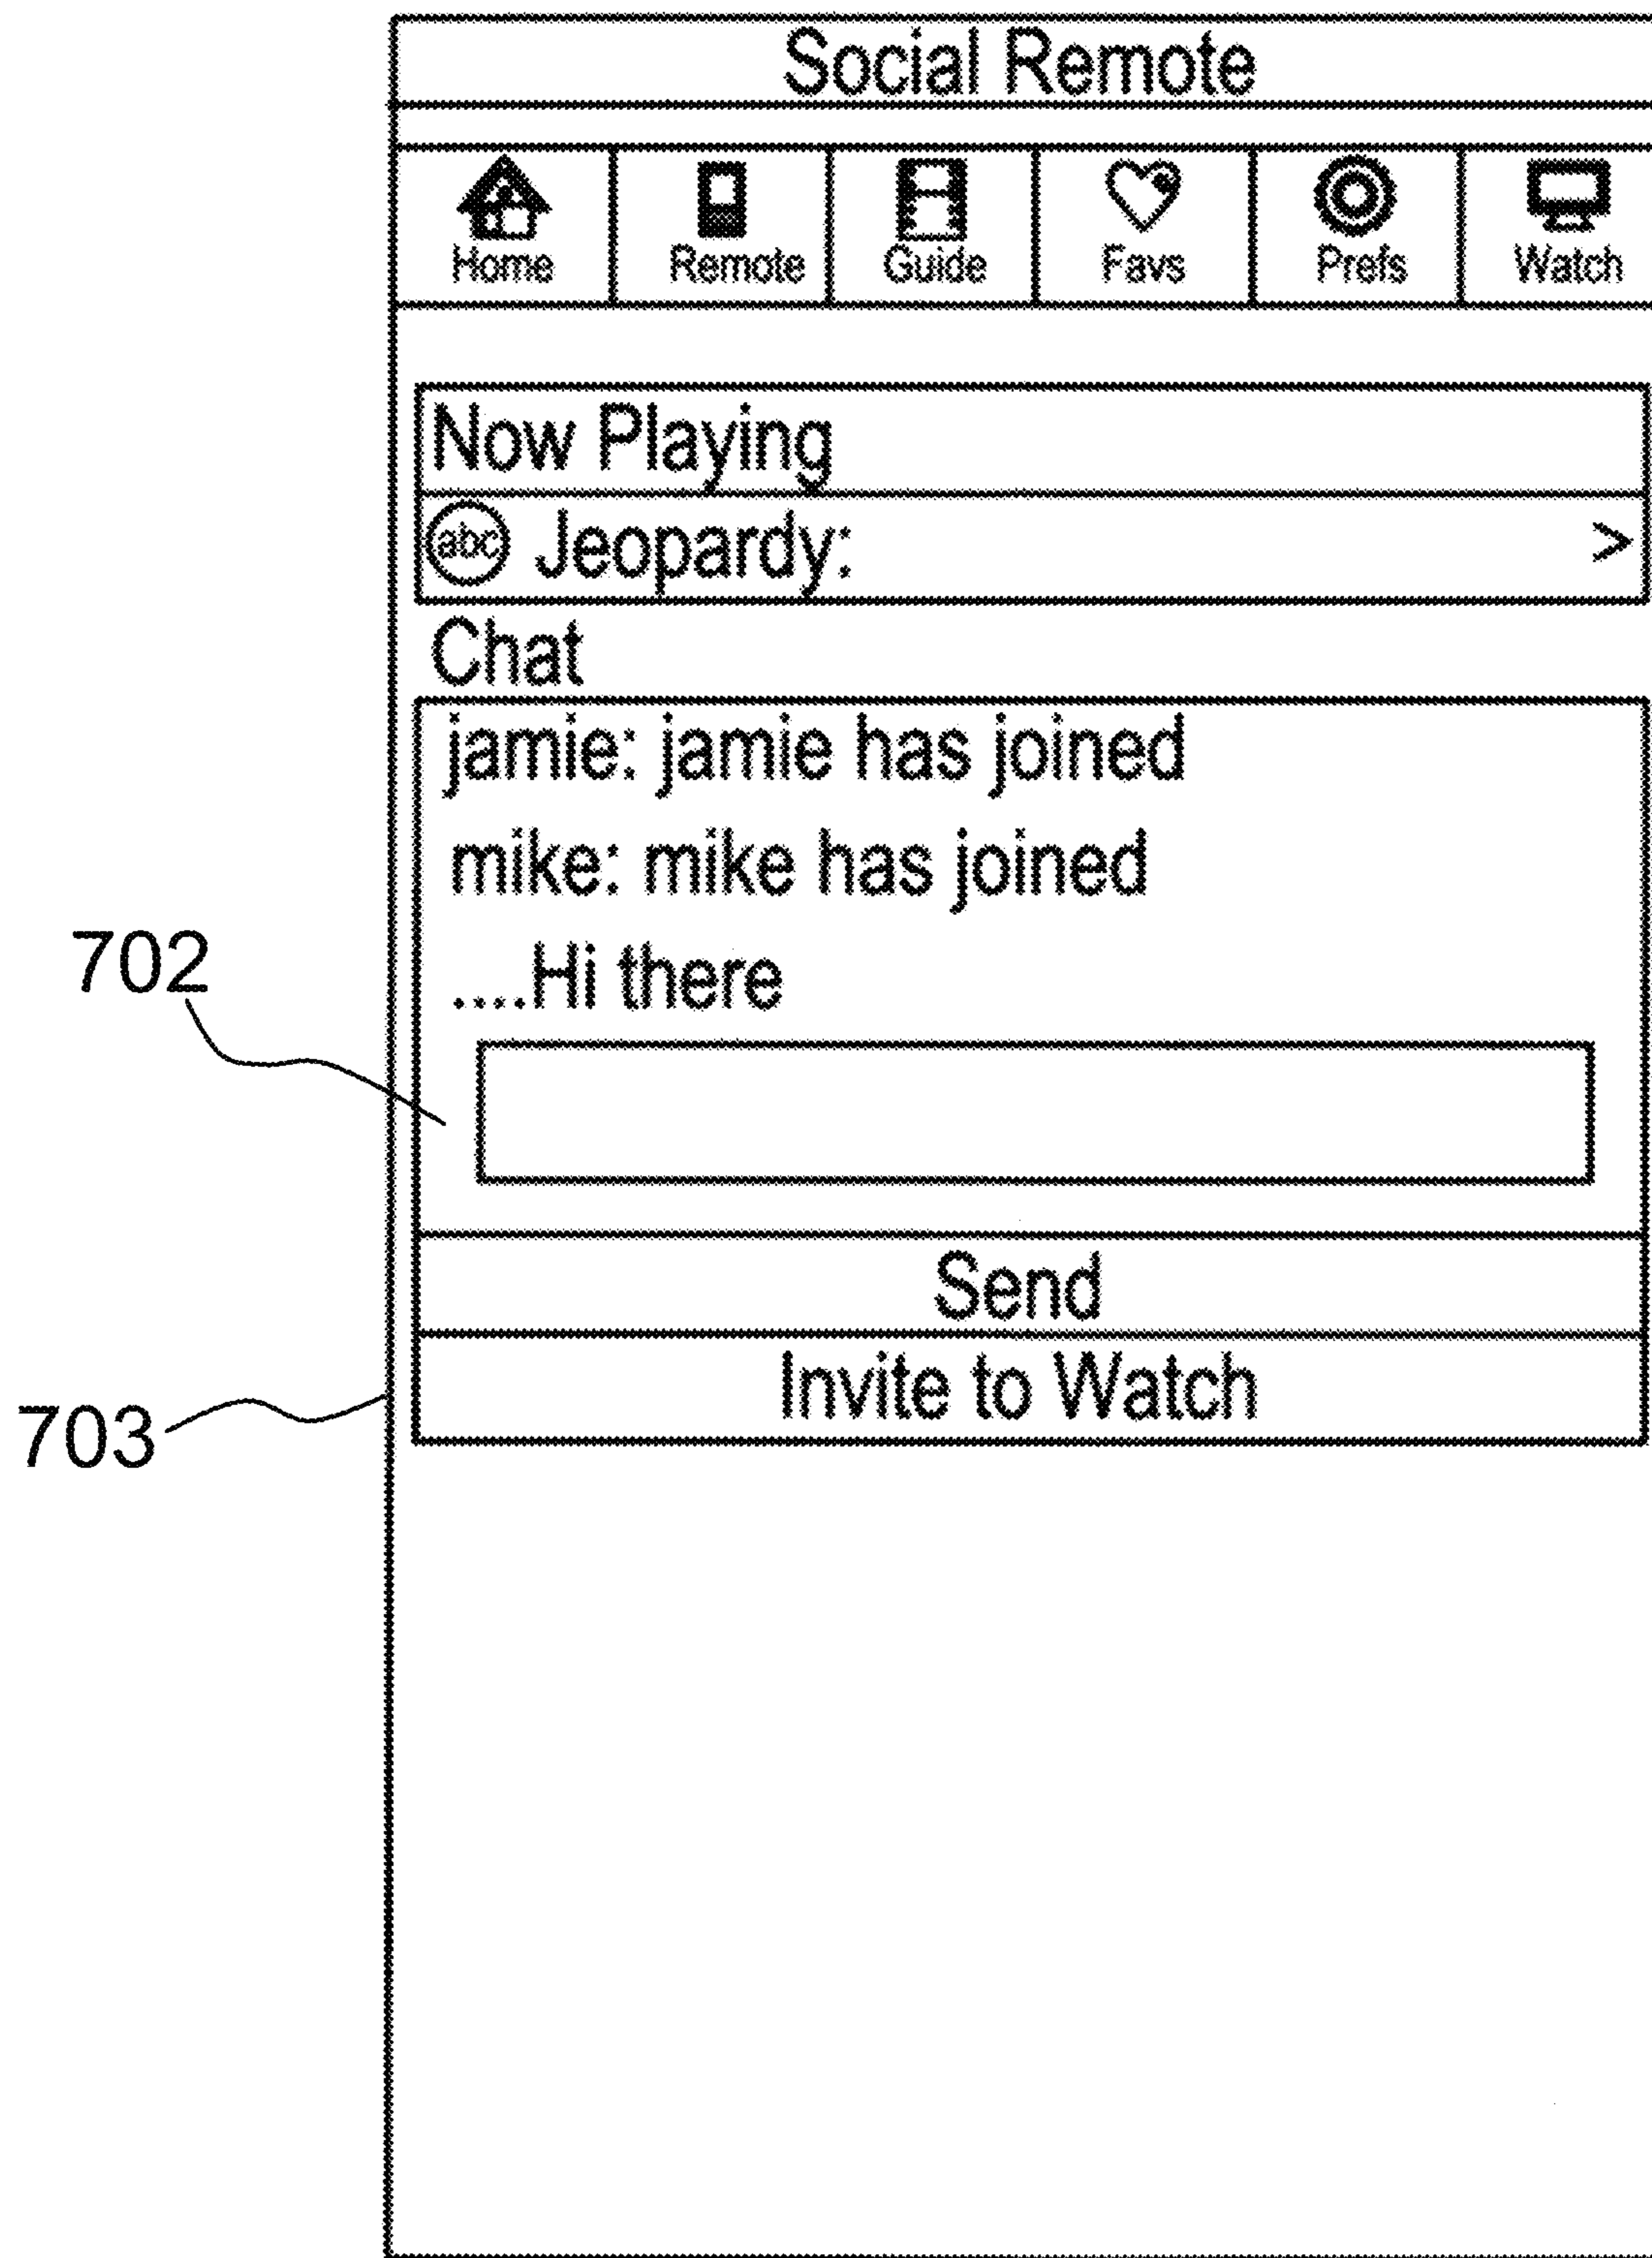 Social Remote
Home Remote Guide Favs Prefs Watch
Now Playing
abc Jeopardy: >
Chat
jamie: jamie has joined
mike: mike has joined
....Hi there
702
Send
Invite to Watch
703